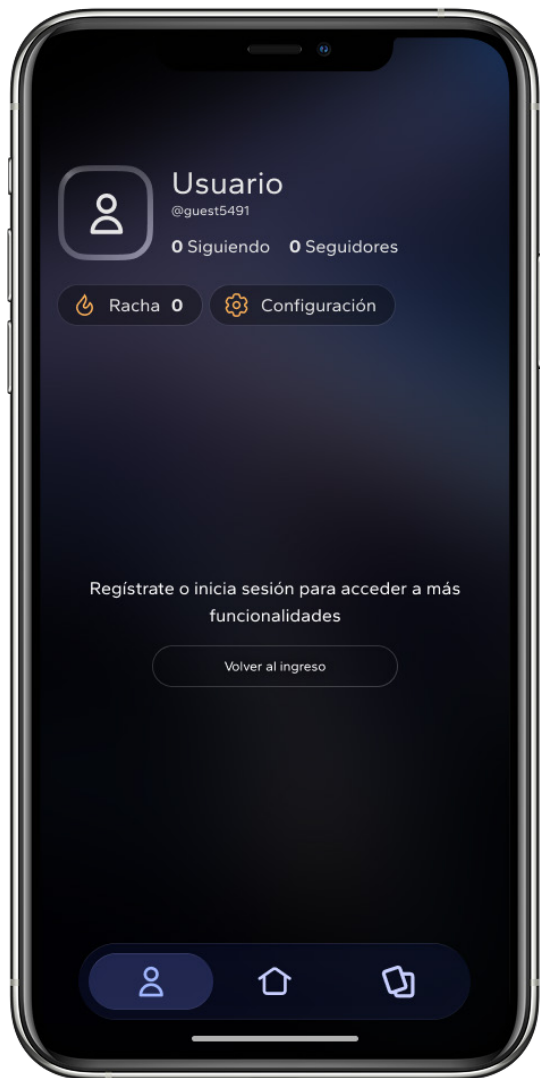 Usuario
@guest5491
0 Siguiendo 0 Seguidores
Racha 0 Configuración
Regístrate o inicia sesión para acceder a más
funcionalidades
Volver al ingreso